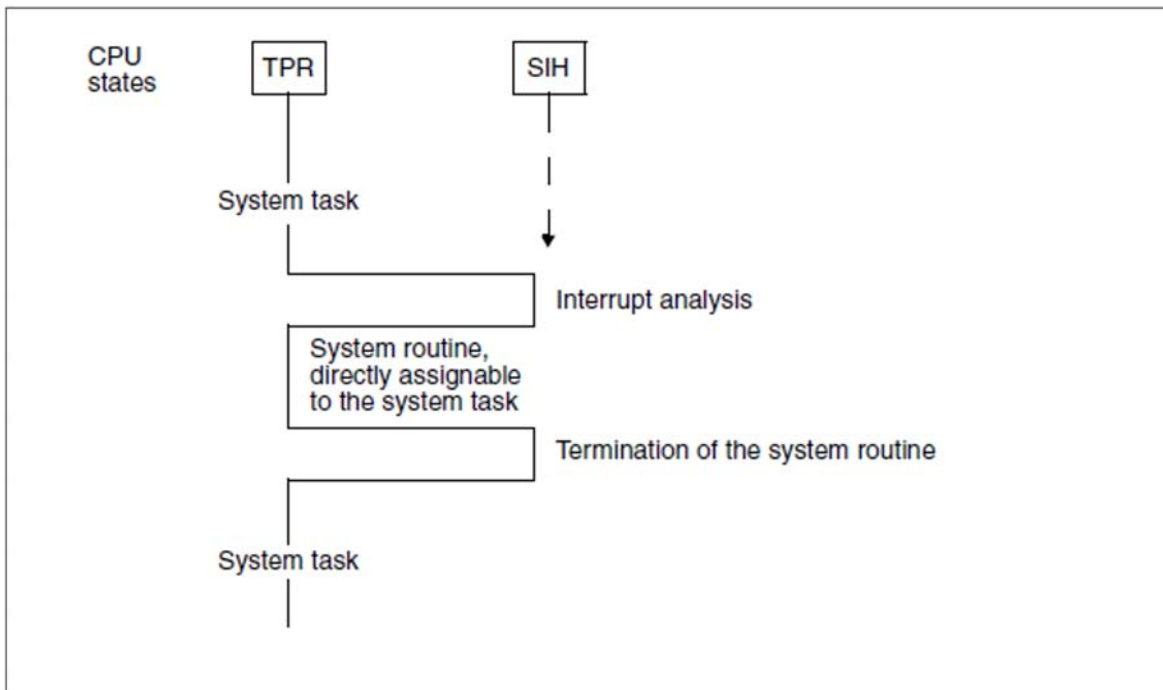 CPU
states
TPR
SIH
System task
Interrupt analysis
System routine,
directly assignable
to the system task
Termination of the system routine
System task